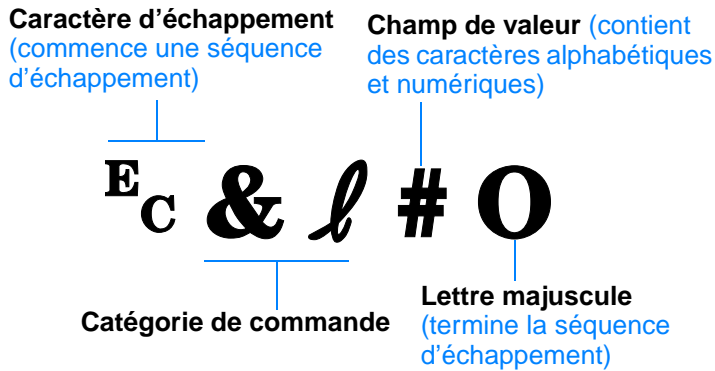 Caractère d'échappement
(commence une séquence
d'échappement)
Champ de valeur (contient
des caractères alphabétiques
et numériques)
E C & ℓ # O
Catégorie de commande
Lettre majuscule
(termine la séquence
d'échappement)